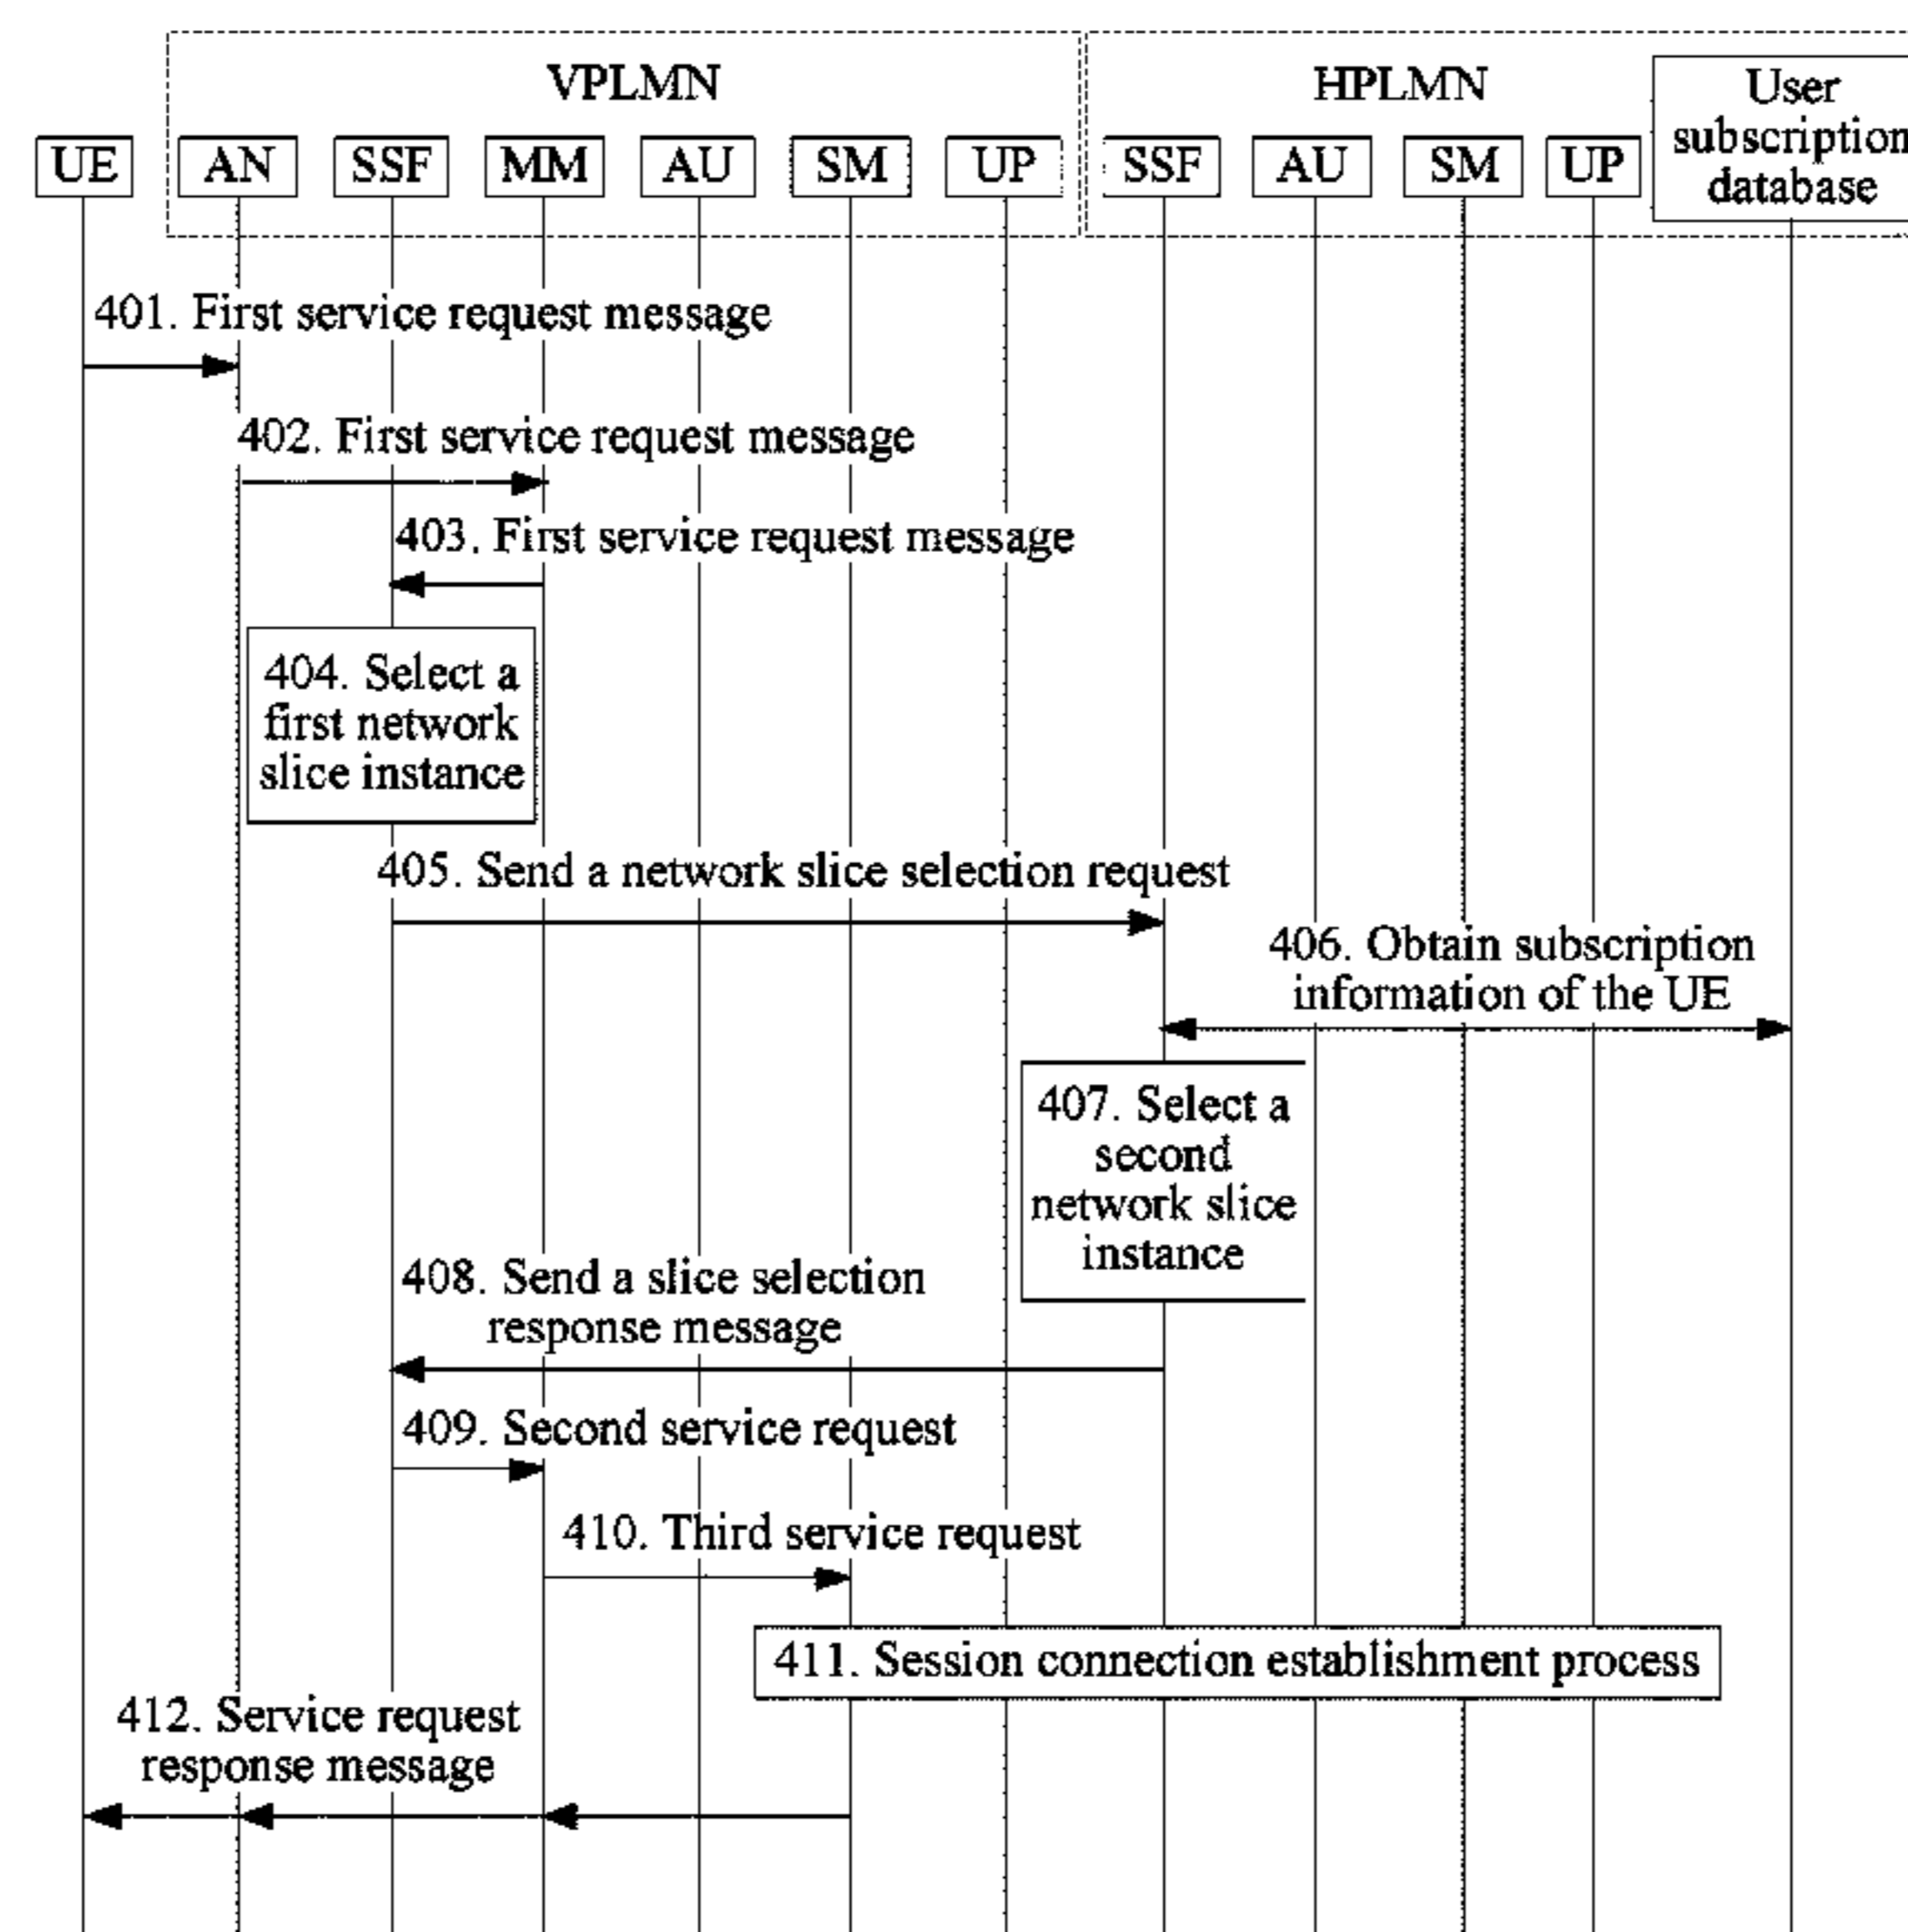 VPLMN
HPLMN
User
subscription
database
UE
AN
SSF
MM
AU
SM
UP
SSF
AU
SM
UP
401. First service request message
402. First service request message
403. First service request message
404. Select a
first network
slice instance
405. Send a network slice selection request
406. Obtain subscription
information of the UE
407. Select a
second
network slice
instance
408. Send a slice selection
response message
409. Second service request
410. Third service request
411. Session connection establishment process
412. Service request
response message